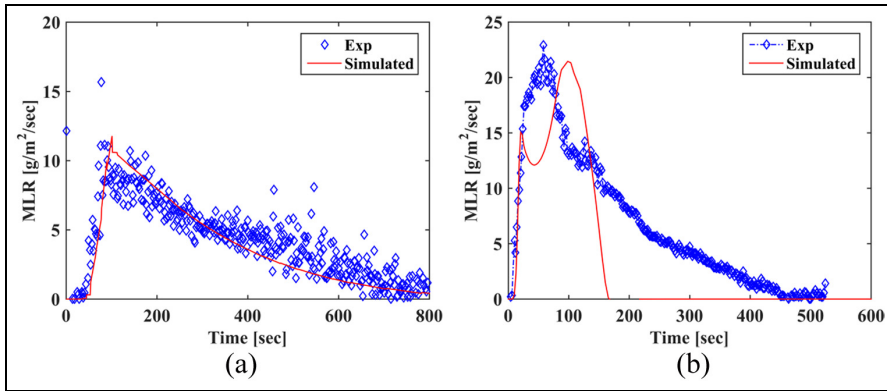 20
15
10
5
0
MLR [g/m²/sec]
0 200 400 600 800
Time [sec]
Exp
Simulated
(a)
25
20
15
10
5
0
MLR [g/m²/sec]
0 100 200 300 400 500 600
Time [sec]
Exp
Simulated
(b)